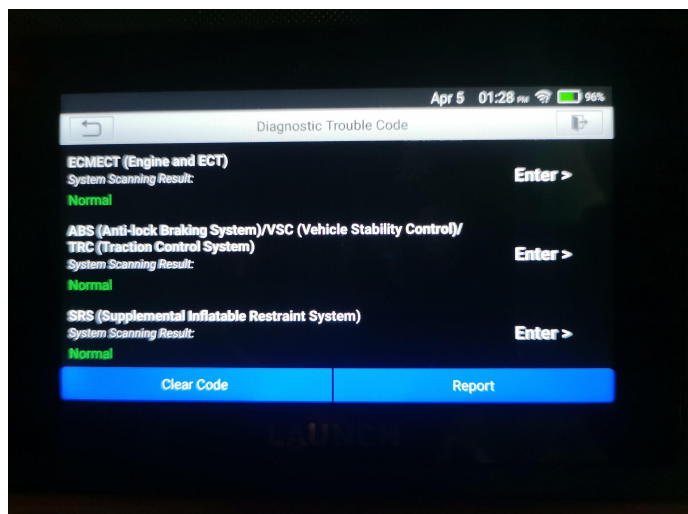 Apr 5 01:28 PM 96%
Diagnostic Trouble Code
ECMECT (Engine and ECT)
System Scanning Result:
Normal
Enter >
ABS (Anti-lock Braking System)/VSC (Vehicle Stability Control)/
TRC (Traction Control System)
System Scanning Result:
Normal
Enter >
SRS (Supplemental Inflatable Restraint System)
System Scanning Result:
Normal
Enter >
Clear Code
Report
LAUNCH